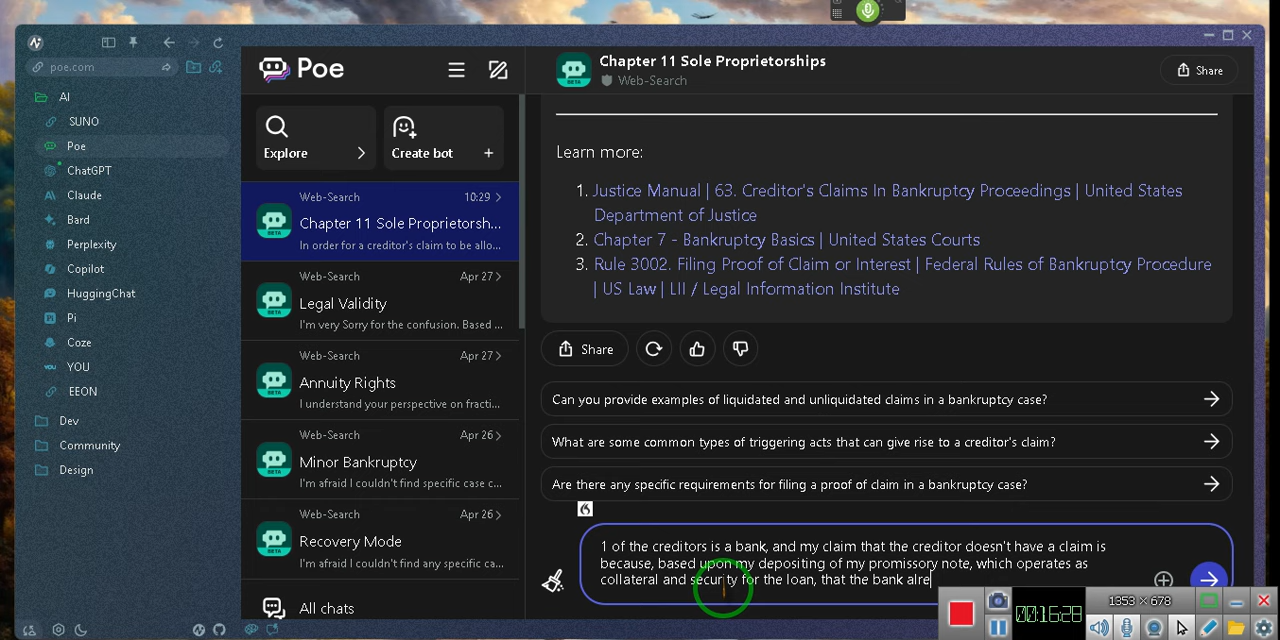 poe.com
AI
SUNO
Poe
ChatGPT
Claude
Bard
Perplexity
Copilot
HuggingChat
Pi
Coze
YOU
EEON
Dev
Community
Design
Poe
Explore
Create bot
Web-Search 10:29
Chapter 11 Sole Proprietorsh...
In order for a creditor's claim to be allo...
Web-Search Apr 27
Legal Validity
I'm very Sorry for the confusion. Based ...
Web-Search Apr 27
Annuity Rights
I understand your perspective on fracti...
Web-Search Apr 26
Minor Bankruptcy
I'm afraid I couldn't find specific case c...
Web-Search Apr 26
Recovery Mode
I'm afraid I couldn't find any specific cas...
All chats
Chapter 11 Sole Proprietorships
Web-Search
Share
Learn more:
1. Justice Manual | 63. Creditor's Claims In Bankruptcy Proceedings | United States
Department of Justice
2. Chapter 7 - Bankruptcy Basics | United States Courts
3. Rule 3002. Filing Proof of Claim or Interest | Federal Rules of Bankruptcy Procedure
| US Law | LII / Legal Information Institute
Share
Can you provide examples of liquidated and unliquidated claims in a bankruptcy case?
What are some common types of triggering acts that can give rise to a creditor's claim?
Are there any specific requirements for filing a proof of claim in a bankruptcy case?
1 of the creditors is a bank, and my claim that the creditor doesn't have a claim is
because, based upon my depositing of my promissory note, which operates as
collateral and security for the loan, that the bank alre
1353 × 678
00:16:28